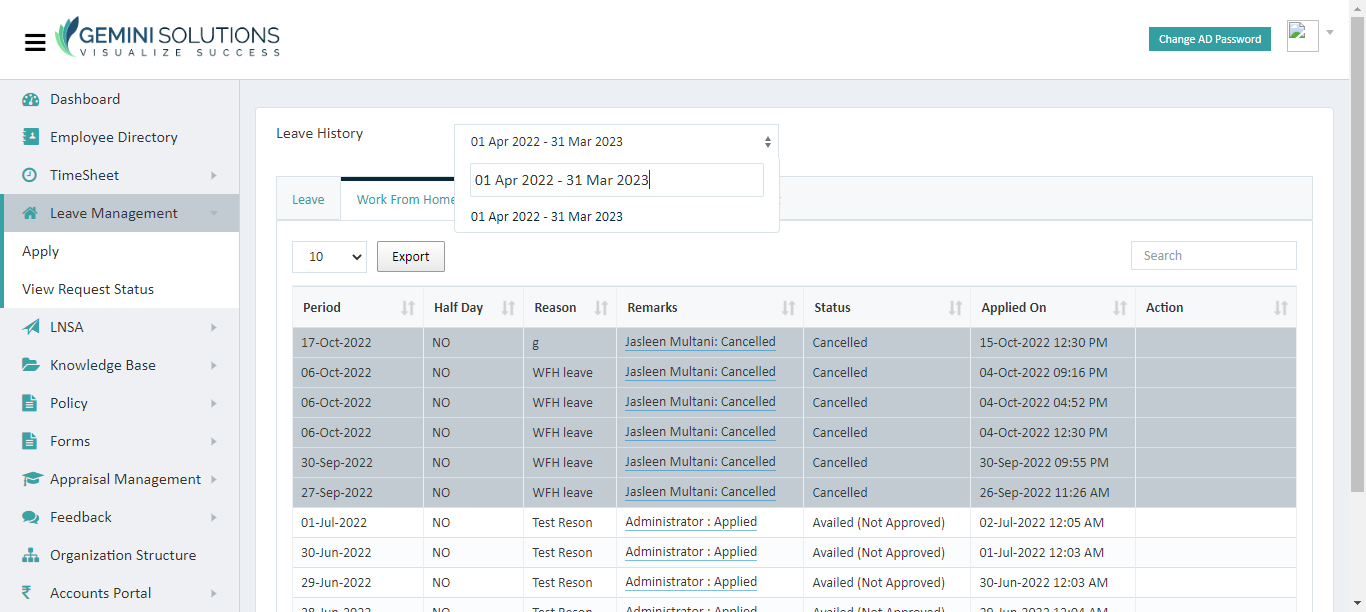 GEMINI SOLUTIONS
VISUALIZE SUCCESS
Change AD Password
Dashboard
Employee Directory
TimeSheet
Leave Management
Apply
View Request Status
LNSA
Knowledge Base
Policy
Forms
Appraisal Management
Feedback
Organization Structure
Accounts Portal
Leave History
01 Apr 2022 - 31 Mar 2023
01 Apr 2022 - 31 Mar 2023
01 Apr 2022 - 31 Mar 2023
Leave Work From Home
10 Export Search
Period Half Day Reason Remarks Status Applied On Action
17-Oct-2022 NO g Jasleen Multani: Cancelled Cancelled 15-Oct-2022 12:30 PM
06-Oct-2022 NO WFH leave Jasleen Multani: Cancelled Cancelled 04-Oct-2022 09:16 PM
06-Oct-2022 NO WFH leave Jasleen Multani: Cancelled Cancelled 04-Oct-2022 04:52 PM
06-Oct-2022 NO WFH leave Jasleen Multani: Cancelled Cancelled 04-Oct-2022 12:30 PM
30-Sep-2022 NO WFH leave Jasleen Multani: Cancelled Cancelled 30-Sep-2022 09:55 PM
27-Sep-2022 NO WFH leave Jasleen Multani: Cancelled Cancelled 26-Sep-2022 11:26 AM
01-Jul-2022 NO Test Reson Administrator : Applied Availed (Not Approved) 02-Jul-2022 12:05 AM
30-Jun-2022 NO Test Reson Administrator : Applied Availed (Not Approved) 01-Jul-2022 12:03 AM
29-Jun-2022 NO Test Reson Administrator : Applied Availed (Not Approved) 30-Jun-2022 12:03 AM
28-Jun-2022 NO Test Reson Administrator : Applied Availed (Not Approved) 29-Jun-2022 12:04 AM